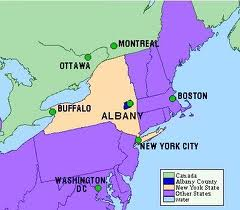 MONTREAL
OTTAWA
BUFFALO
BOSTON
ALBANY
NEW YORK CITY
WASHINGTON
DC
Canada
Albany County
New York State
Other States
Water